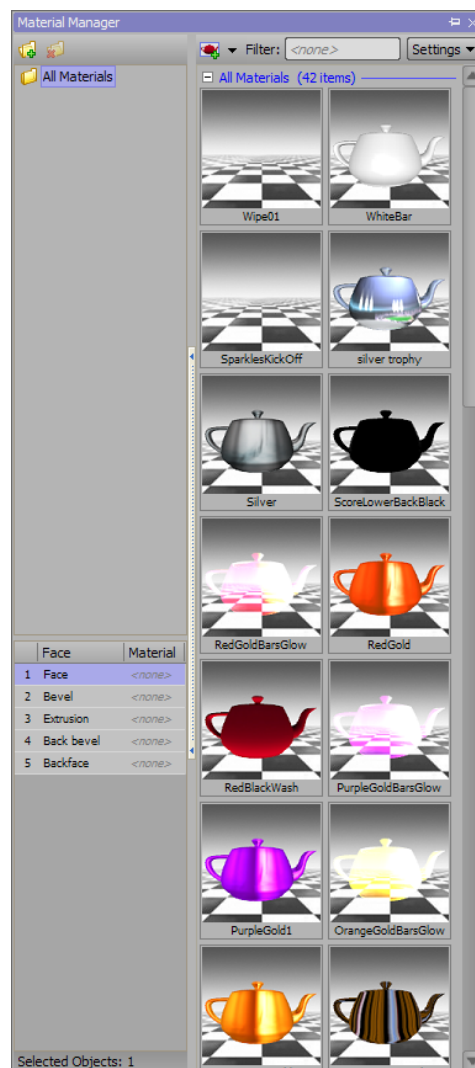 Material Manager
Filter: <none> Settings
All Materials
All Materials (42 items)
Wipe01 WhiteBar
SparklesKickOff silver trophy
Silver ScoreLowerBackBlack
RedGoldBarsGlow RedGold
RedBlackWash PurpleGoldBarsGlow
PurpleGold1 OrangeGoldBarsGlow
Face Material
1 Face <none>
2 Bevel <none>
3 Extrusion <none>
4 Back bevel <none>
5 Backface <none>
Selected Objects: 1